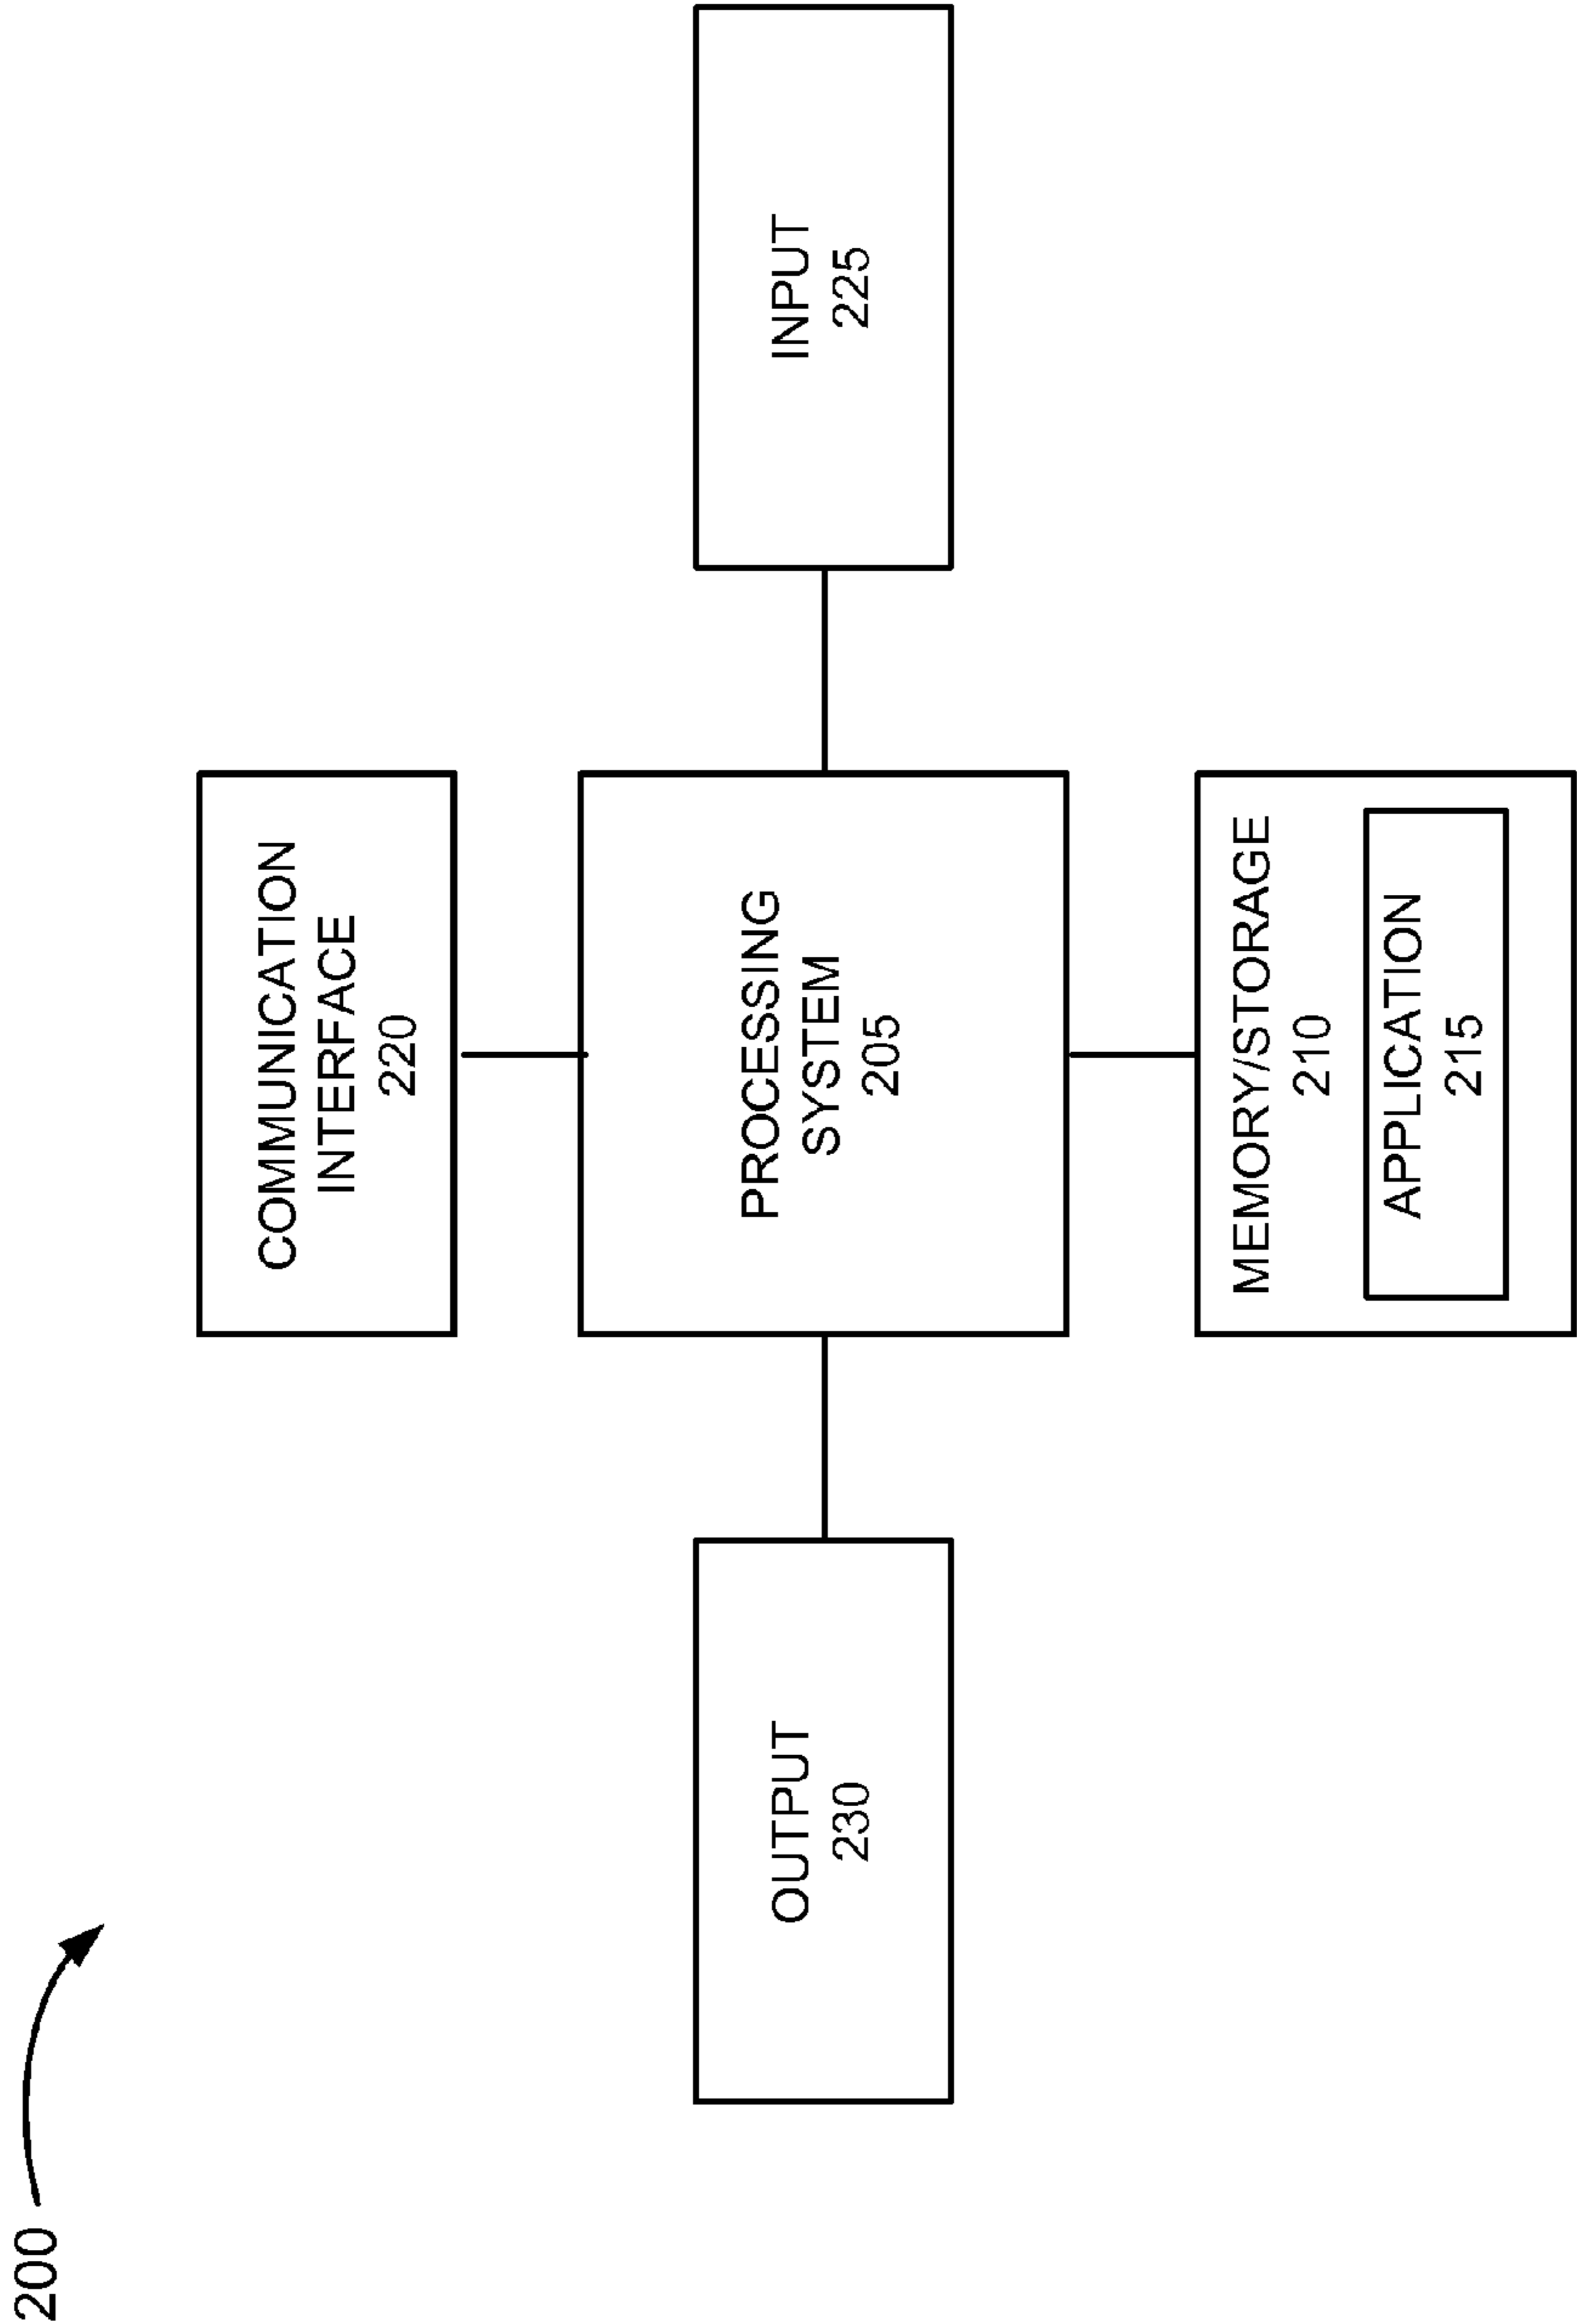 200
COMMUNICATION
INTERFACE
220
OUTPUT
230
PROCESSING
SYSTEM
205
INPUT
225
MEMORY/STORAGE
210
APPLICATION
215